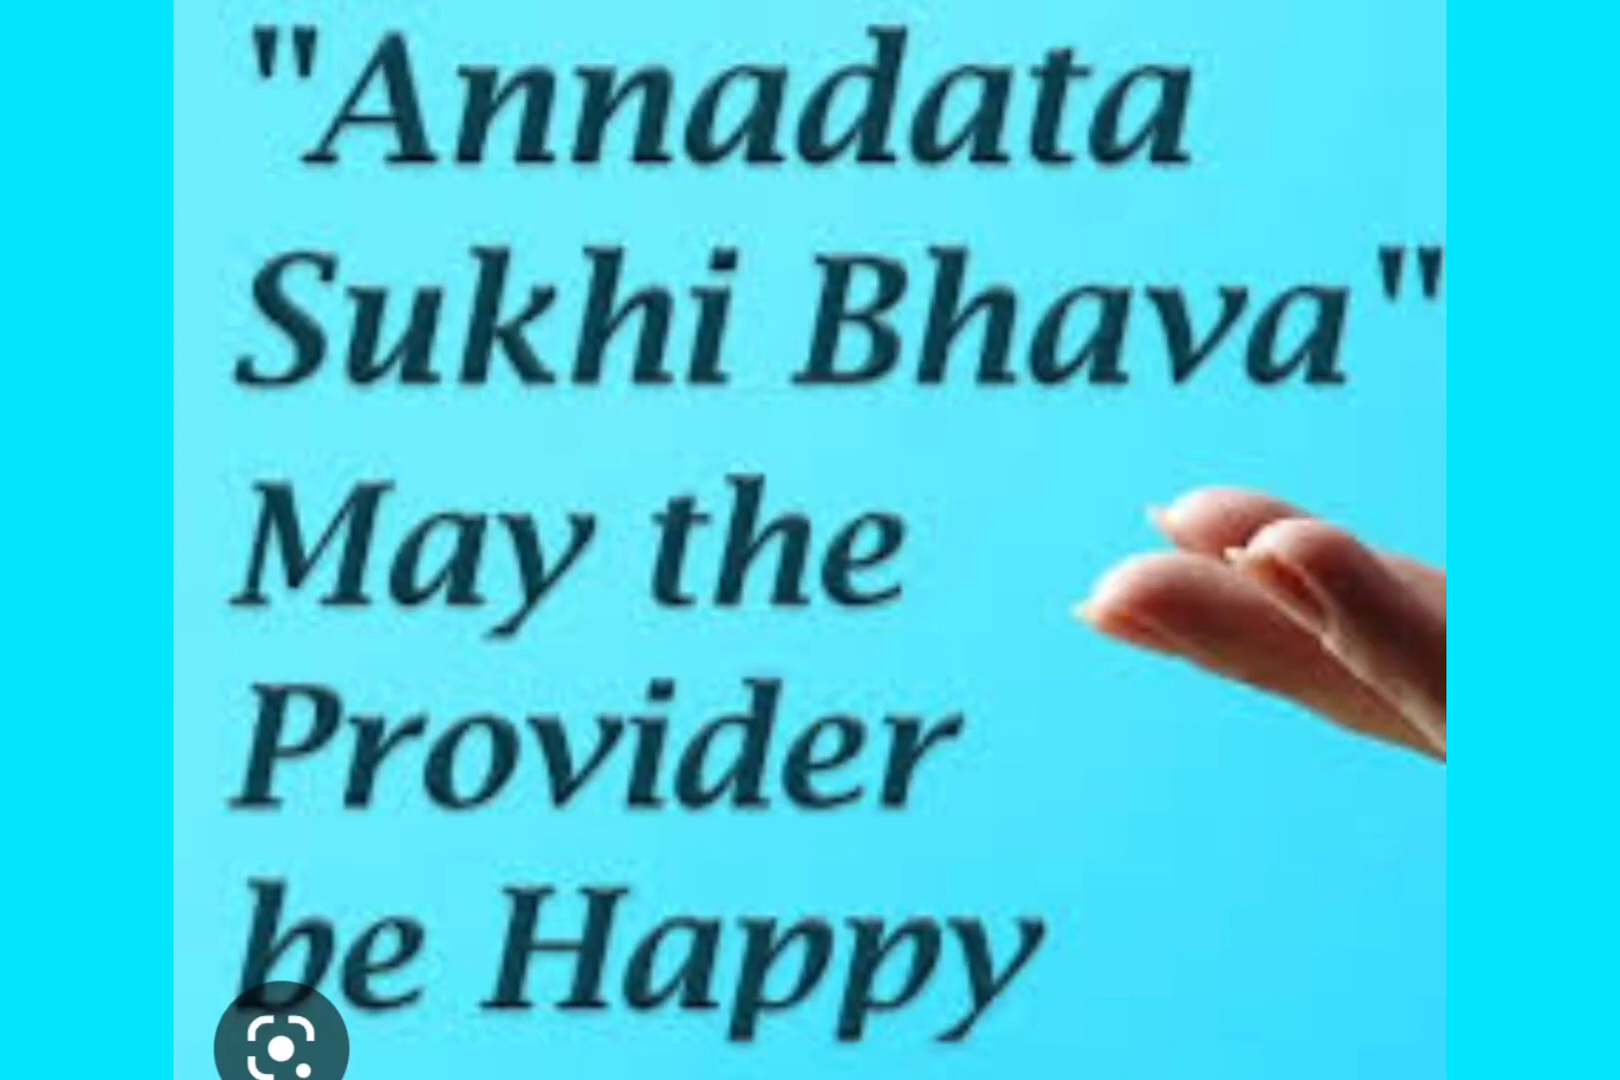 "Annadata
Sukhi Bhava"
May the
Provider
be Happy